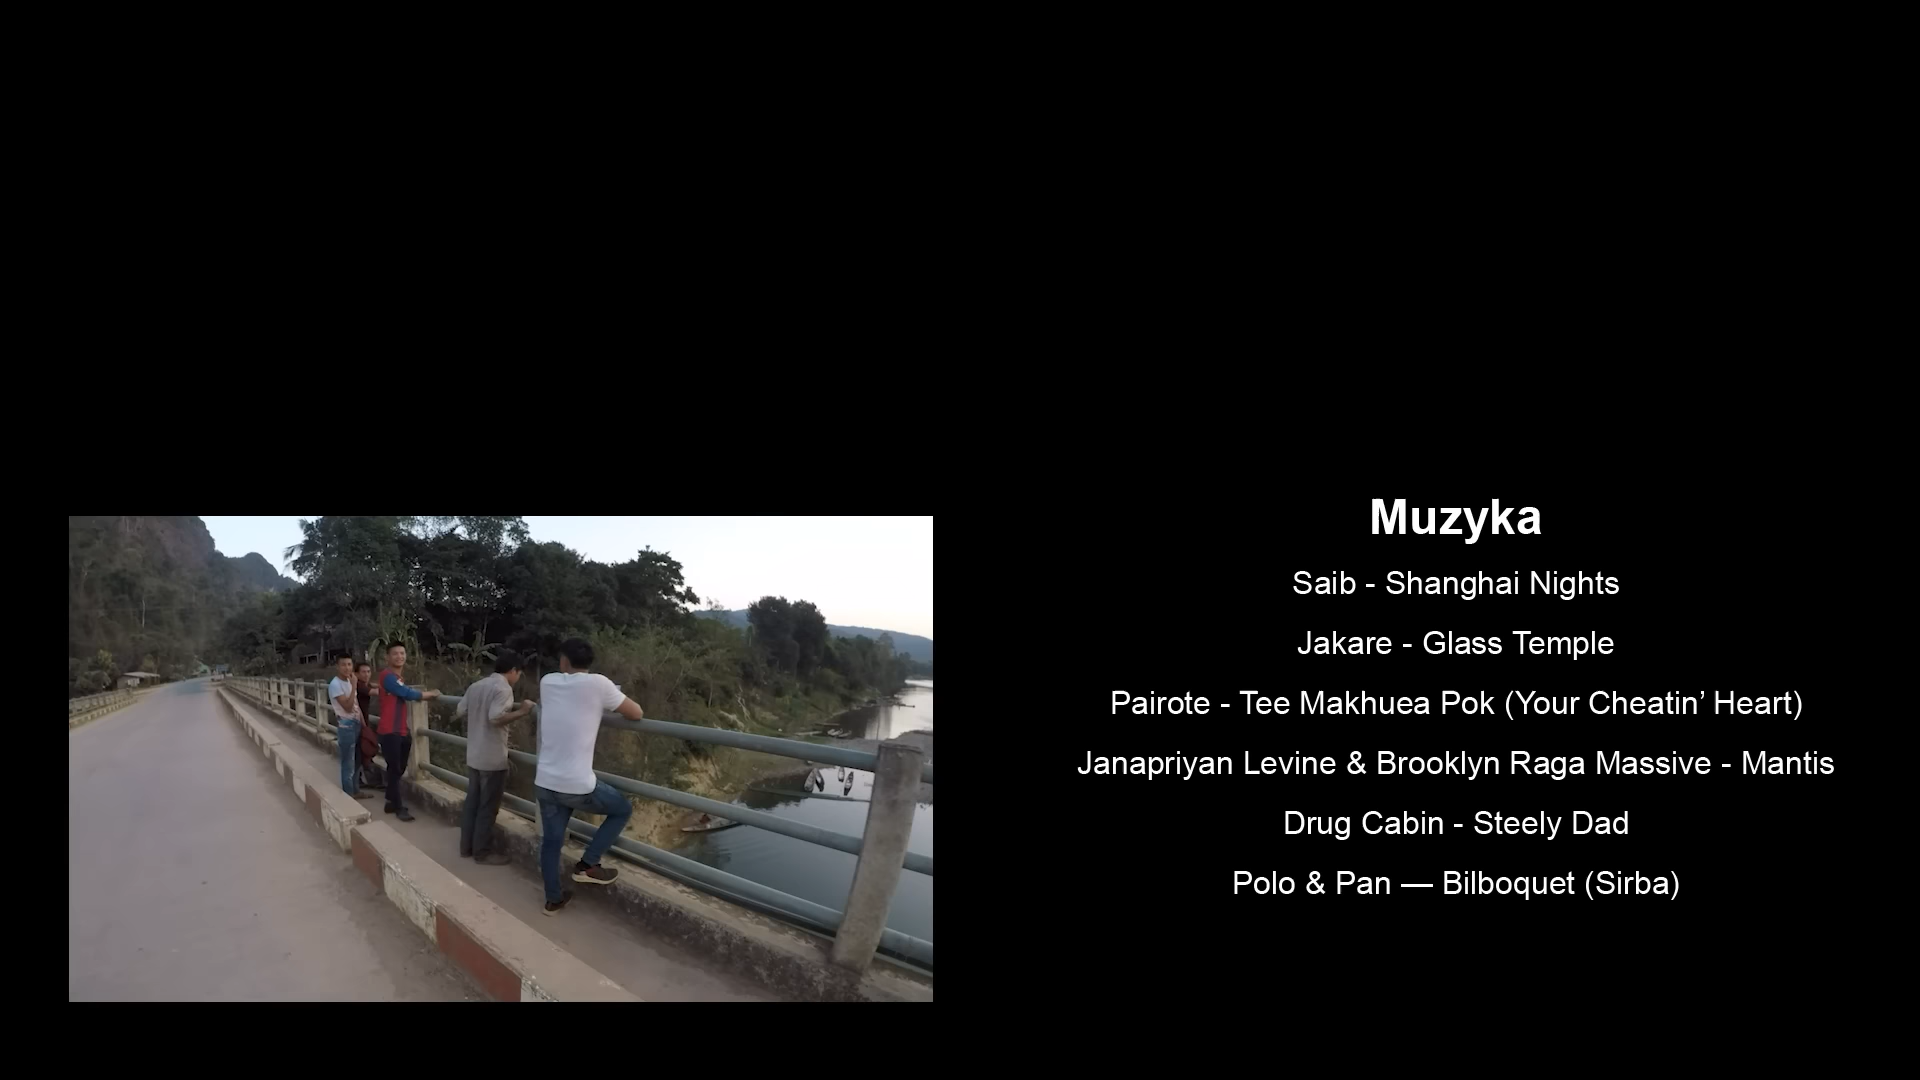 Muzyka
Saib - Shanghai Nights
Jakare - Glass Temple
Pairote - Tee Makhuea Pok (Your Cheatin’ Heart)
Janapriyan Levine & Brooklyn Raga Massive - Mantis
Drug Cabin - Steely Dad
Polo & Pan — Bilboquet (Sirba)